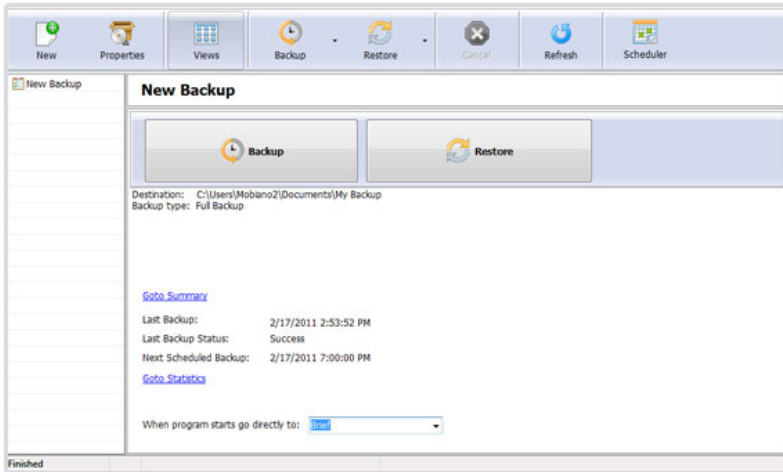 New Properties Views Backup Restore Cancel Refresh Scheduler
New Backup
New Backup
Backup Restore
Destination: C:\Users\Mobiano2\Documents\My Backup
Backup type: Full Backup
Goto Summary
Last Backup: 2/17/2011 2:53:52 PM
Last Backup Status: Success
Next Scheduled Backup: 2/17/2011 7:00:00 PM
Goto Statistics
When program starts go directly to: Brief
Finished